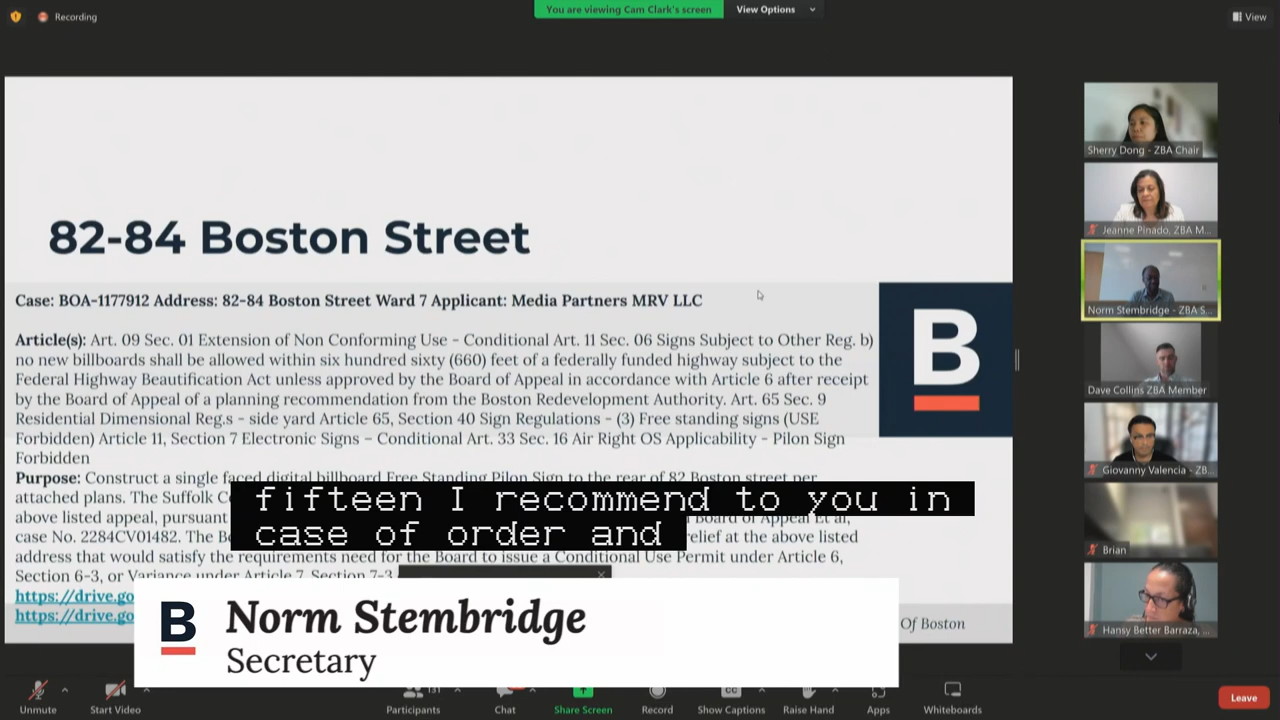 Recording
You are viewing Cam Clark's screen
View Options
View
82-84 Boston Street
Case: BOA-1177912 Address: 82-84 Boston Street Ward 7 Applicant: Media Partners MRV LLC
Article(s): Art. 09 Sec. 01 Extension of Non Conforming Use - Conditional Art. 11 Sec. 06 Signs Subject to Other Reg. b)
no new billboards shall be allowed within six hundred sixty (660) feet of a federally funded highway subject to the
Federal Highway Beautification Act unless approved by the Board of Appeal in accordance with Article 6 after receipt
by the Board of Appeal of a planning recommendation form the Boston Redevelopment Authority. Art. 65 Sec. 9
Residential Dimensional Reg.s - side yard Article 65, Section 40 Sign Regulations - (3) Free standing signs (USE
Forbidden) Article 11, Section 7 Electronic Signs – Conditional Art. 33 Sec. 16 Air Right OS Applicability - Pilon Sign
Forbidden
Purpose: Construct a single faced digital billboard Free Standing Pilon Sign to the rear of 82 Boston street per
attached plans. The Suffolk
above listed appeal, pursuant Board of Appeal Et al,
case No. 2284CV01482. The relief at the above listed
address that would satisfy the requirements need for the Board to issue a Conditional Use Permit under Article 6,
Section 6-3, or Variance under Article 7, Section 7-3
https://drive.go
https://drive.go
Of Boston
B
fifteen I recommend to you in
case of order and
B
Norm Stembridge
Secretary
Sherry Dong - ZBA Chair
Jeanne Pinado, ZBA M...
Norm Stembridge - ZBA S...
Dave Collins ZBA Member
Giovanny Valencia - ZB...
Brian
Hansy Better Barraza, ...
Unmute
Start Video
Participants
131
Chat
Share Screen
Record
CC
Show Captions
Raise Hand
Apps
Whiteboards
Leave